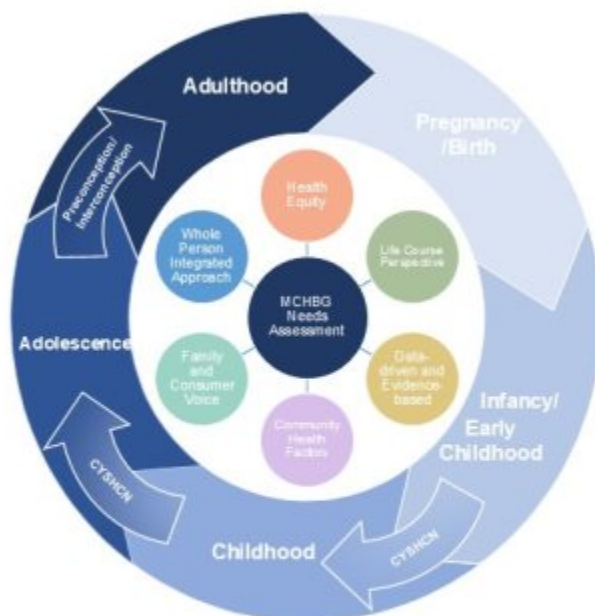 Adulthood
Pregnancy
/Birth
Preconception/
Interconception
Health
Equity
Whole
Person
Integrated
Approach
Life Course
Perspective
MCHBG
Needs
Assessment
Adolescence
Family
and
Consumer
Voice
Data-
driven and
Evidence-
based
Community
Health
Factors
Infancy/
Early
Childhood
CYSHCN
Childhood
CYSHCN